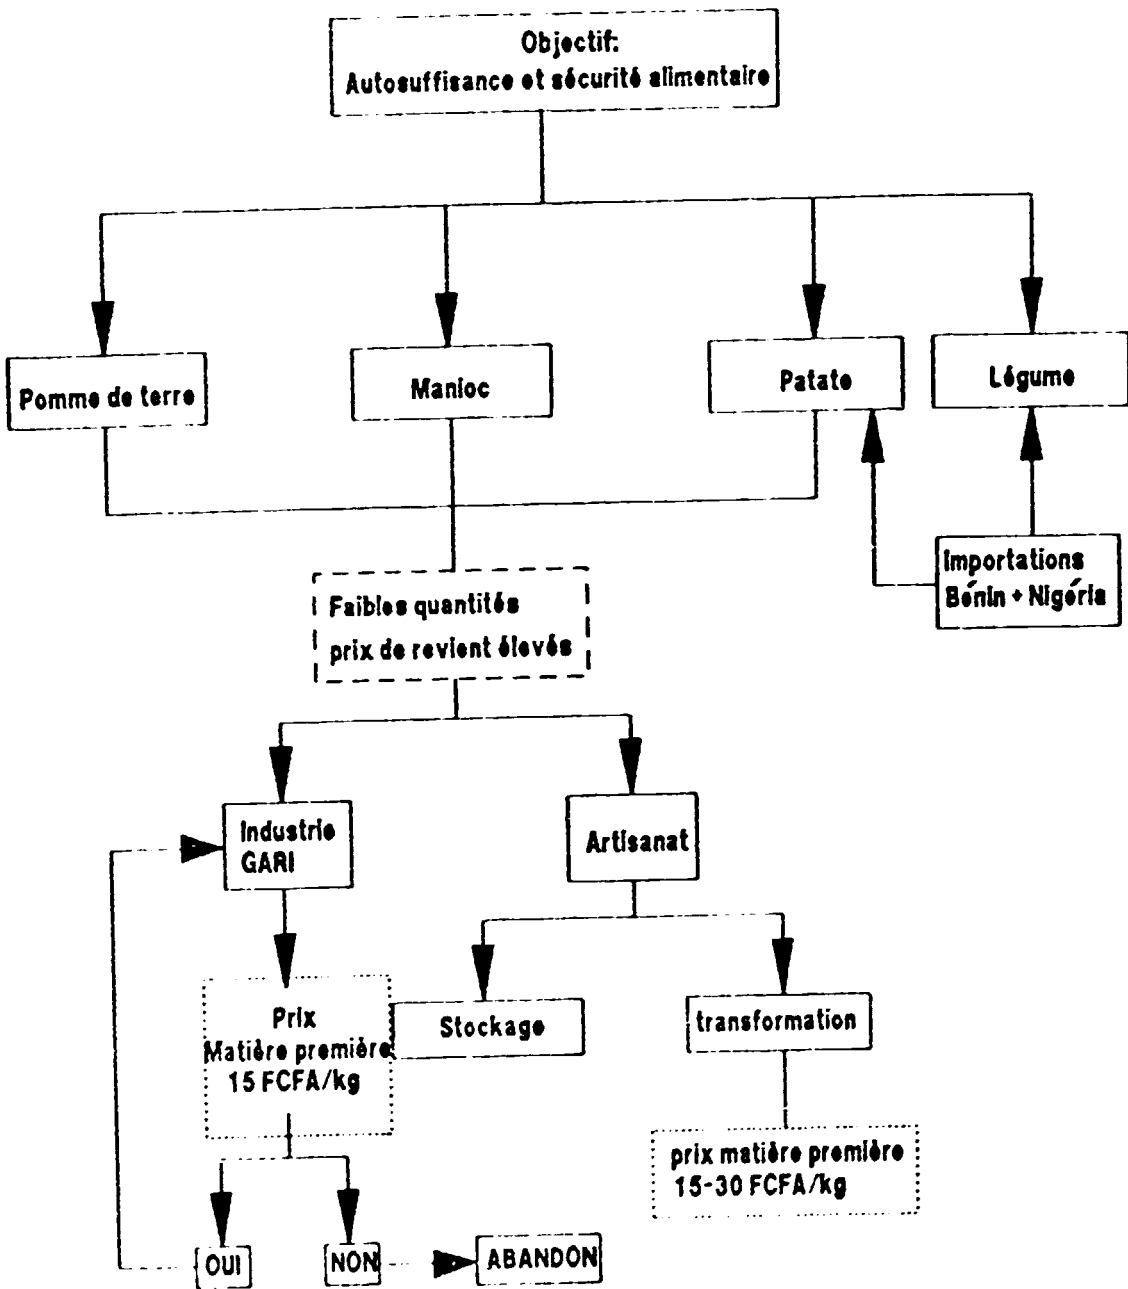 Objectif:
Autosuffisance et sécurité alimentaire
Pomme de terre
Manioc
Patate
Légume
Importations
Bénin + Nigéria
Faibles quantités
prix de revient élevés
Industrie
GARI
Artisanat
Prix
Matière première
15 FCFA/kg
Stockage
transformation
prix matière première
15-30 FCFA/kg
OUI
NON
ABANDON